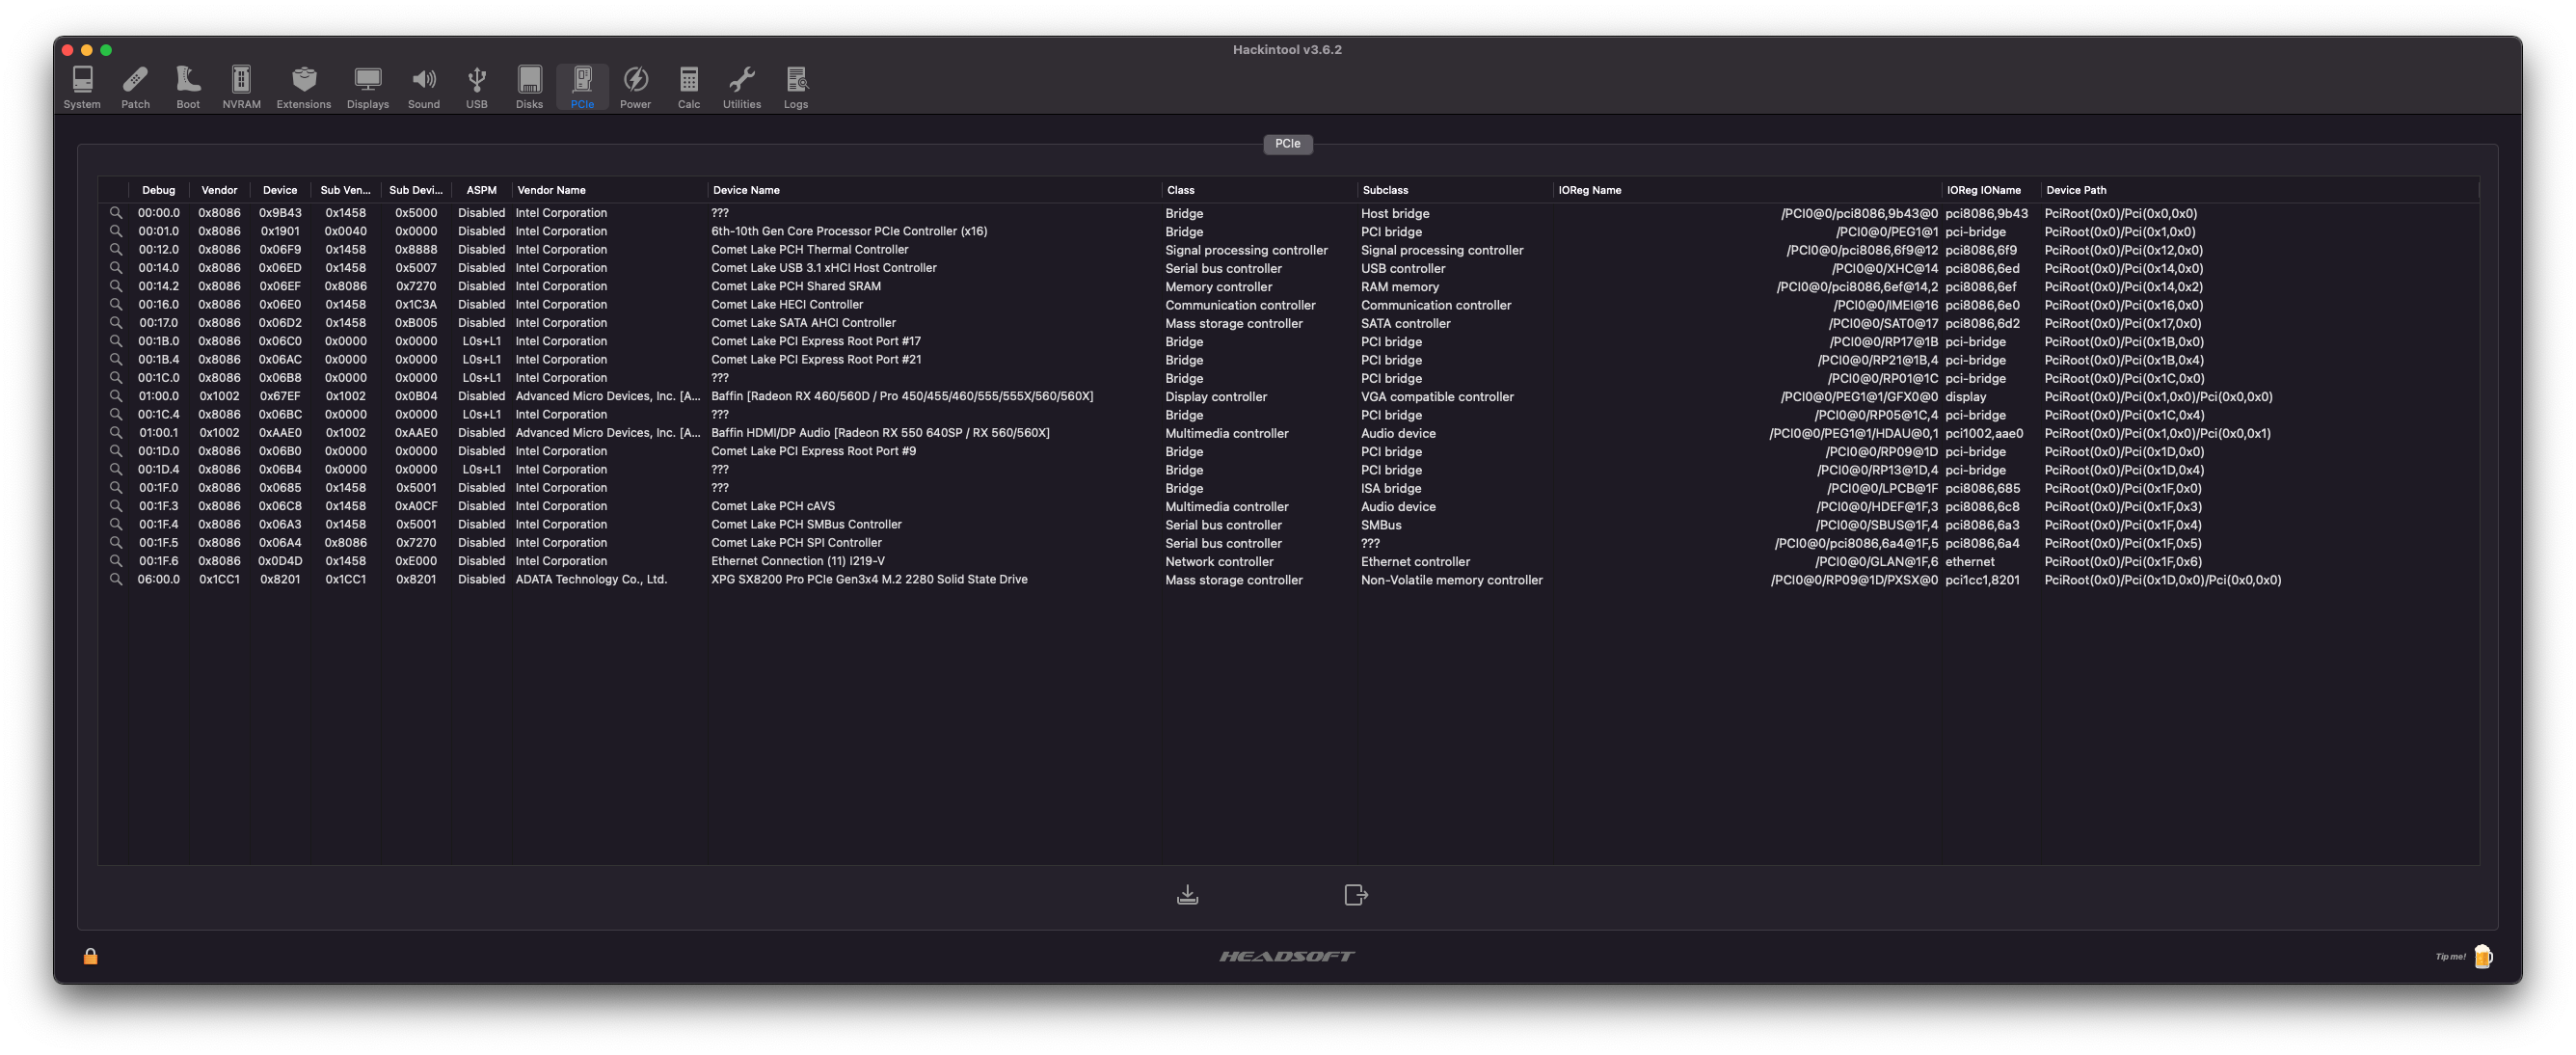 Hackintool v3.6.2
System Patch Boot NVRAM Extensions Displays Sound USB Disks PCIe Power Calc Utilities Logs
PCIe
Debug Vendor Device Sub Ven... Sub Devi... ASPM Vendor Name Device Name Class Subclass IOReg Name IOReg IOName Device Path
00:00.0 0x8086 0x9B43 0x1458 0x5000 Disabled Intel Corporation ??? Bridge Host bridge /PCI0@0/pci8086,9b43@0 pci8086,9b43 PciRoot(0x0)/Pci(0x0,0x0)
00:01.0 0x8086 0x1901 0x0040 0x0000 Disabled Intel Corporation 6th-10th Gen Core Processor PCIe Controller (x16) Bridge PCI bridge /PCI0@0/PEG1@1 pci-bridge PciRoot(0x0)/Pci(0x1,0x0)
00:12.0 0x8086 0x06F9 0x1458 0x8888 Disabled Intel Corporation Comet Lake PCH Thermal Controller Signal processing controller Signal processing controller /PCI0@0/pci8086,6f9@12 pci8086,6f9 PciRoot(0x0)/Pci(0x12,0x0)
00:14.0 0x8086 0x06ED 0x1458 0x5007 Disabled Intel Corporation Comet Lake USB 3.1 xHCI Host Controller Serial bus controller USB controller /PCI0@0/XHC@14 pci8086,6ed PciRoot(0x0)/Pci(0x14,0x0)
00:14.2 0x8086 0x06EF 0x8086 0x7270 Disabled Intel Corporation Comet Lake PCH Shared SRAM Memory controller RAM memory /PCI0@0/pci8086,6ef@14,2 pci8086,6ef PciRoot(0x0)/Pci(0x14,0x2)
00:16.0 0x8086 0x06E0 0x1458 0x1C3A Disabled Intel Corporation Comet Lake HECI Controller Communication controller Communication controller /PCI0@0/IMEI@16 pci8086,6e0 PciRoot(0x0)/Pci(0x16,0x0)
00:17.0 0x8086 0x06D2 0x1458 0xB005 Disabled Intel Corporation Comet Lake SATA AHCI Controller Mass storage controller SATA controller /PCI0@0/SAT0@17 pci8086,6d2 PciRoot(0x0)/Pci(0x17,0x0)
00:1B.0 0x8086 0x06C0 0x0000 0x0000 L0s+L1 Intel Corporation Comet Lake PCI Express Root Port #17 Bridge PCI bridge /PCI0@0/RP17@1B pci-bridge PciRoot(0x0)/Pci(0x1B,0x0)
00:1B.4 0x8086 0x06AC 0x0000 0x0000 L0s+L1 Intel Corporation Comet Lake PCI Express Root Port #21 Bridge PCI bridge /PCI0@0/RP21@1B,4 pci-bridge PciRoot(0x0)/Pci(0x1B,0x4)
00:1C.0 0x8086 0x06B8 0x0000 0x0000 L0s+L1 Intel Corporation ??? Bridge PCI bridge /PCI0@0/RP01@1C pci-bridge PciRoot(0x0)/Pci(0x1C,0x0)
01:00.0 0x1002 0x67EF 0x1002 0x0B04 Disabled Advanced Micro Devices, Inc. [A... Baffin [Radeon RX 460/560D / Pro 450/455/460/555/555X/560/560X] Display controller VGA compatible controller /PCI0@0/PEG1@1/GFX0@0 display PciRoot(0x0)/Pci(0x1,0x0)/Pci(0x0,0x0)
00:1C.4 0x8086 0x06BC 0x0000 0x0000 L0s+L1 Intel Corporation ??? Bridge PCI bridge /PCI0@0/RP05@1C,4 pci-bridge PciRoot(0x0)/Pci(0x1C,0x4)
01:00.1 0x1002 0xAAE0 0x1002 0xAAE0 Disabled Advanced Micro Devices, Inc. [A... Baffin HDMI/DP Audio [Radeon RX 550 640SP / RX 560/560X] Multimedia controller Audio device /PCI0@0/PEG1@1/HDAU@0,1 pci1002,aae0 PciRoot(0x0)/Pci(0x1,0x0)/Pci(0x0,0x1)
00:1D.0 0x8086 0x06B0 0x0000 0x0000 Disabled Intel Corporation Comet Lake PCI Express Root Port #9 Bridge PCI bridge /PCI0@0/RP09@1D pci-bridge PciRoot(0x0)/Pci(0x1D,0x0)
00:1D.4 0x8086 0x06B4 0x0000 0x0000 L0s+L1 Intel Corporation ??? Bridge PCI bridge /PCI0@0/RP13@1D,4 pci-bridge PciRoot(0x0)/Pci(0x1D,0x4)
00:1F.0 0x8086 0x0685 0x1458 0x5001 Disabled Intel Corporation ??? Bridge ISA bridge /PCI0@0/LPCB@1F pci8086,685 PciRoot(0x0)/Pci(0x1F,0x0)
00:1F.3 0x8086 0x06C8 0x1458 0xA0CF Disabled Intel Corporation Comet Lake PCH cAVS Multimedia controller Audio device /PCI0@0/HDEF@1F,3 pci8086,6c8 PciRoot(0x0)/Pci(0x1F,0x3)
00:1F.4 0x8086 0x06A3 0x1458 0x5001 Disabled Intel Corporation Comet Lake PCH SMBus Controller Serial bus controller SMBus /PCI0@0/SBUS@1F,4 pci8086,6a3 PciRoot(0x0)/Pci(0x1F,0x4)
00:1F.5 0x8086 0x06A4 0x8086 0x7270 Disabled Intel Corporation Comet Lake PCH SPI Controller Serial bus controller ??? /PCI0@0/pci8086,6a4@1F,5 pci8086,6a4 PciRoot(0x0)/Pci(0x1F,0x5)
00:1F.6 0x8086 0x0D4D 0x1458 0xE000 Disabled Intel Corporation Ethernet Connection (11) I219-V Network controller Ethernet controller /PCI0@0/GLAN@1F,6 ethernet PciRoot(0x0)/Pci(0x1F,0x6)
06:00.0 0x1CC1 0x8201 0x1CC1 0x8201 Disabled ADATA Technology Co., Ltd. XPG SX8200 Pro PCIe Gen3x4 M.2 2280 Solid State Drive Mass storage controller Non-Volatile memory controller /PCI0@0/RP09@1D/PXSX@0 pci1cc1,8201 PciRoot(0x0)/Pci(0x1D,0x0)/Pci(0x0,0x0)
HEADSOFT
Tip me!